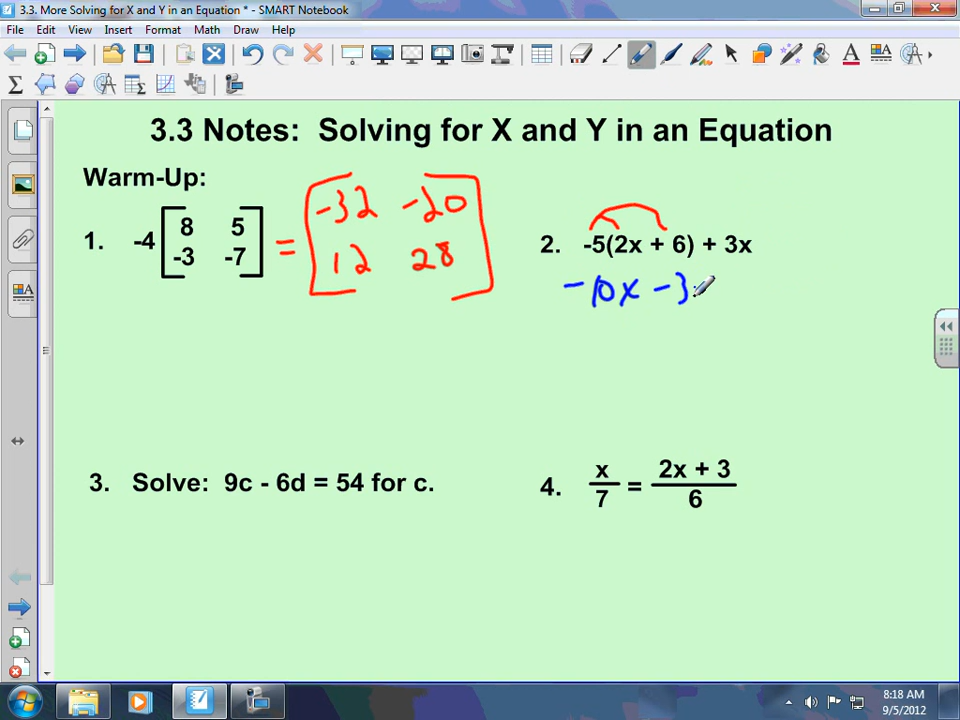 3.3. More Solving for X and Y in an Equation * - SMART Notebook
File Edit View Insert Format Math Draw Help
3.3 Notes: Solving for X and Y in an Equation
Warm-Up:
1. -4 [8 5
-3 -7] = [-32 -20
12 28]
2. -5(2x + 6) + 3x
-10x -3
3. Solve: 9c - 6d = 54 for c.
4. x/7 = (2x + 3)/6
8:18 AM
9/5/2012